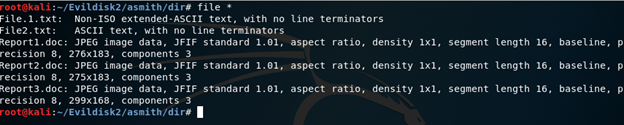 root@kali:~/Evildisk2/asmith/dir# file *
File.1.txt:  Non-ISO extended-ASCII text, with no line terminators
File2.txt:   ASCII text, with no line terminators
Report1.doc: JPEG image data, JFIF standard 1.01, aspect ratio, density 1x1, segment length 16, baseline, p
recision 8, 276x183, components 3
Report2.doc: JPEG image data, JFIF standard 1.01, aspect ratio, density 1x1, segment length 16, baseline, p
recision 8, 275x183, components 3
Report3.doc: JPEG image data, JFIF standard 1.01, aspect ratio, density 1x1, segment length 16, baseline, p
recision 8, 299x168, components 3
root@kali:~/Evildisk2/asmith/dir#